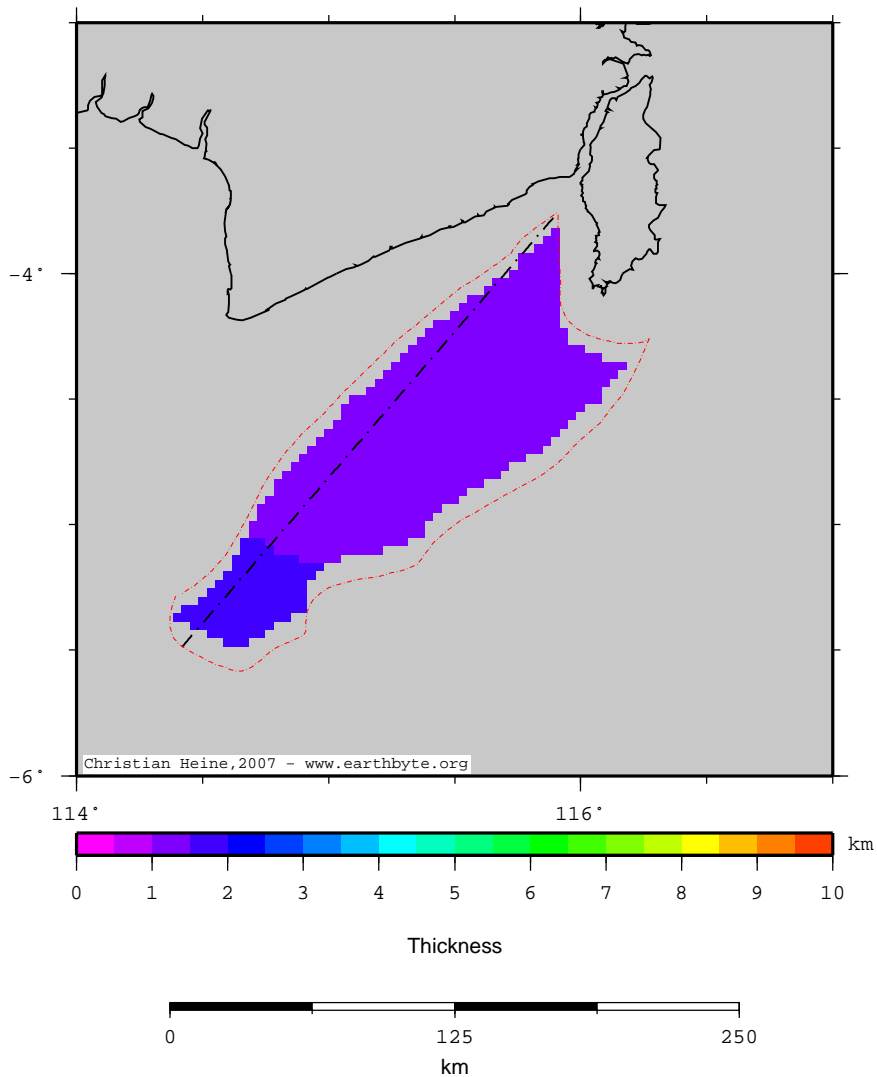 −4˚
−6˚
Christian Heine,2007 − www.earthbyte.org
114˚ 116˚
km
0 1 2 3 4 5 6 7 8 9 10
Thickness
0 125 250
km